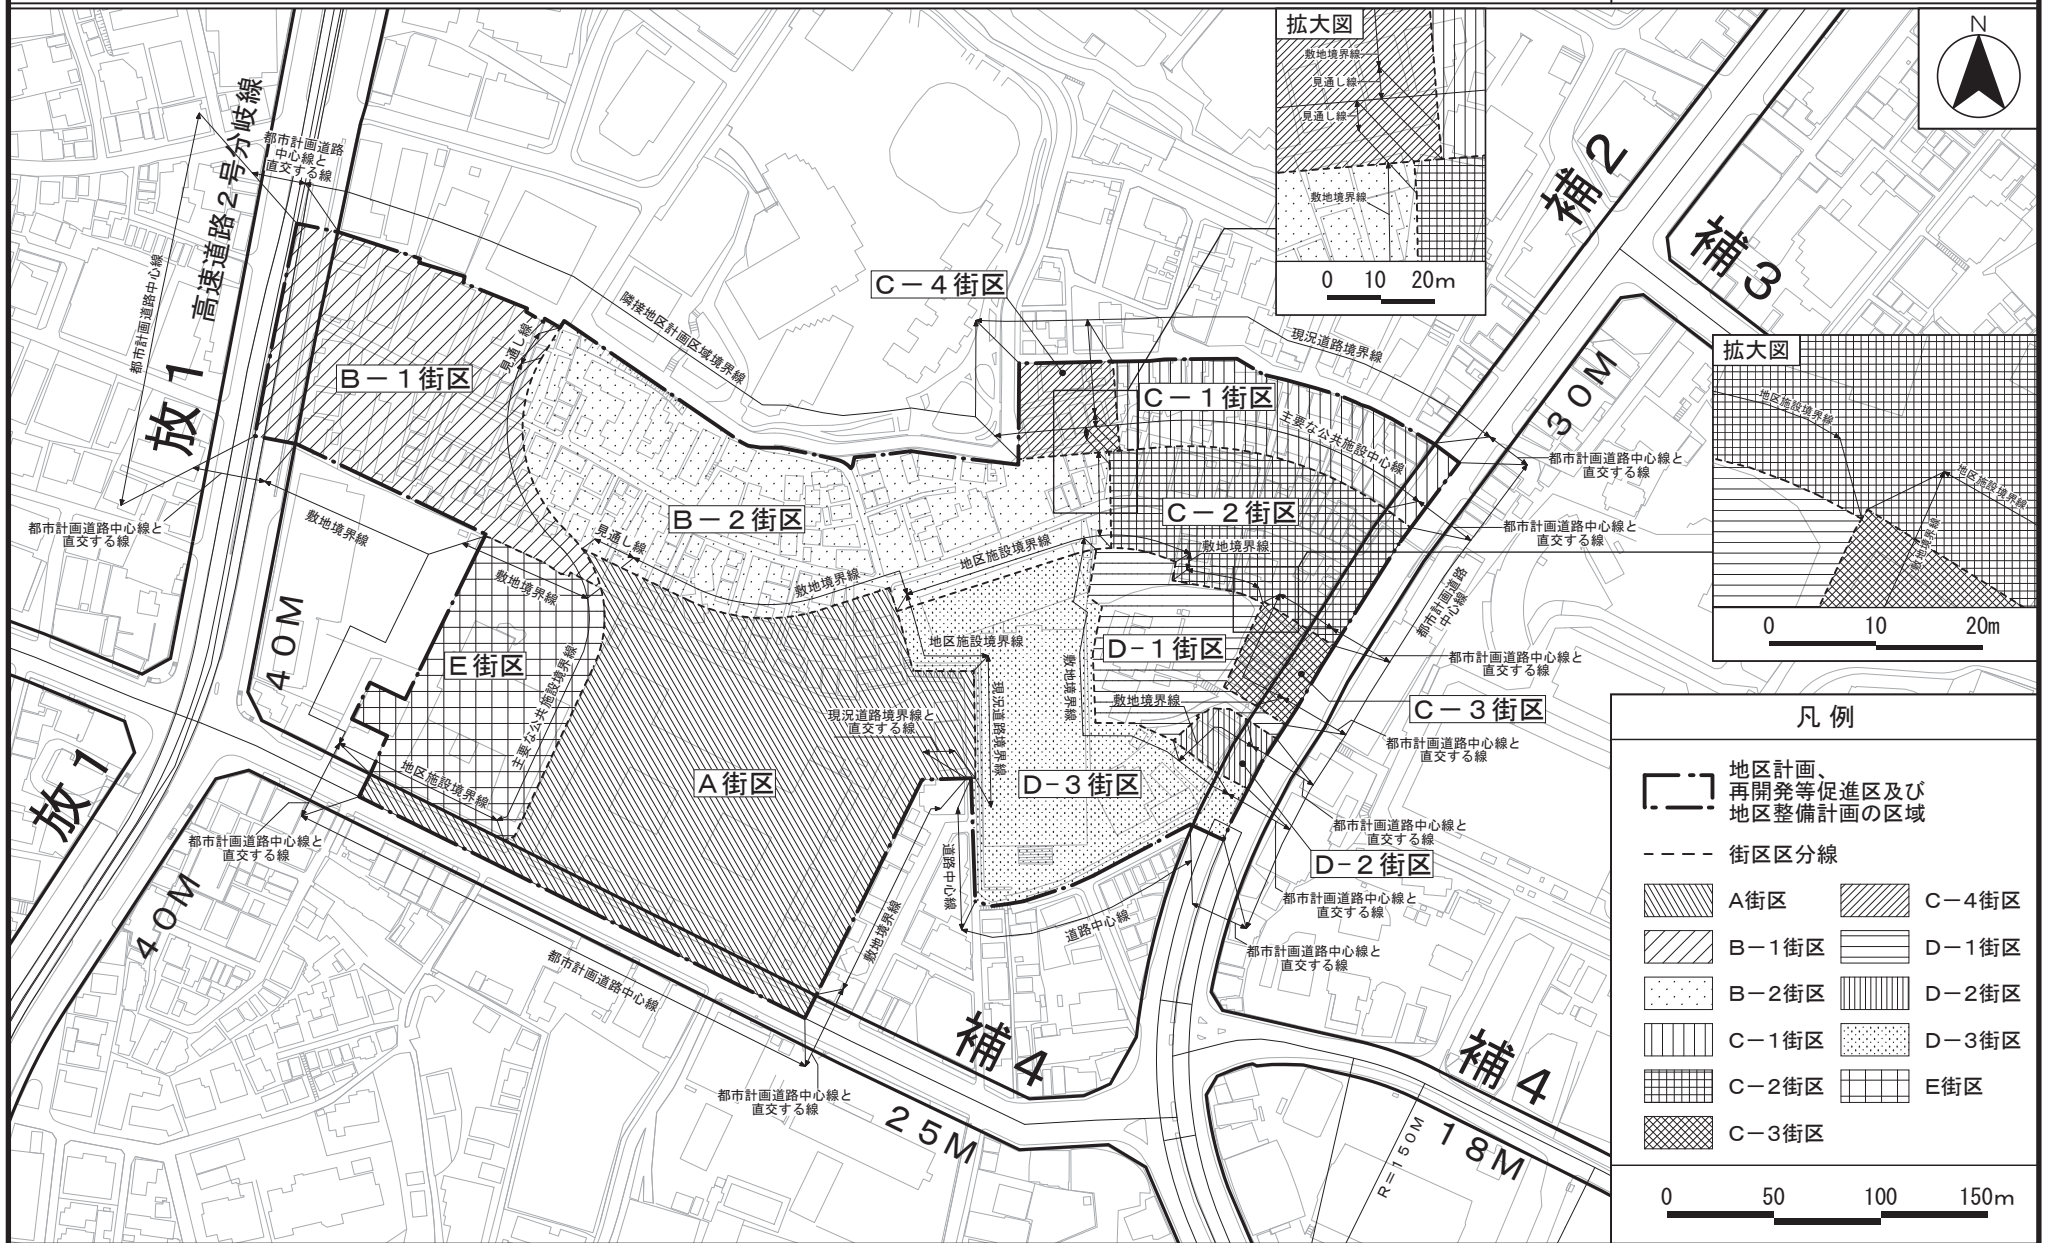 拡大図
敷地境界線
見通し線
見通し線
敷地境界線
0 10 20m
N
高速道路2号分岐線
都市計画道路
中心線と
直交する線
都市計画道路中心線
放1
補2
補3
30M
隣接地区計画区域境界線
見通し線
現況道路境界線
C－4街区
B－1街区
C－1街区
主要な公共施設中心線
拡大図
地区施設境界線
地区施設境界線
敷地境界線
0 10 20m
都市計画道路中心線と
直交する線
都市計画道路中心線と
直交する線
都市計画道路中心線と
直交する線
敷地境界線
B－2街区
C－2街区
見通し線
地区施設境界線
敷地境界線
敷地境界線
敷地境界線
都市計画道路
中心線
40M
E街区
地区施設境界線
D-1街区
敷地境界線
敷地境界線
都市計画道路中心線と
直交する線
主要な公共施設境界線
現況道路境界線
現況道路境界線と
直交する線
C－3街区
都市計画道路中心線と
直交する線
地区施設境界線
A街区
D-3街区
放1
都市計画道路中心線と
直交する線
都市計画道路中心線と
直交する線
D-2街区
道路中心線
都市計画道路中心線と
直交する線
40M
敷地境界線
道路中心線
都市計画道路中心線と
直交する線
都市計画道路中心線
補4
補4
都市計画道路中心線と
直交する線
25M
R＝150M
18M
凡例
地区計画、
再開発等促進区及び
地区整備計画の区域
街区区分線
A街区
C－4街区
B－1街区
D－1街区
B－2街区
D－2街区
C－1街区
D－3街区
C－2街区
E街区
C－3街区
0 50 100 150m